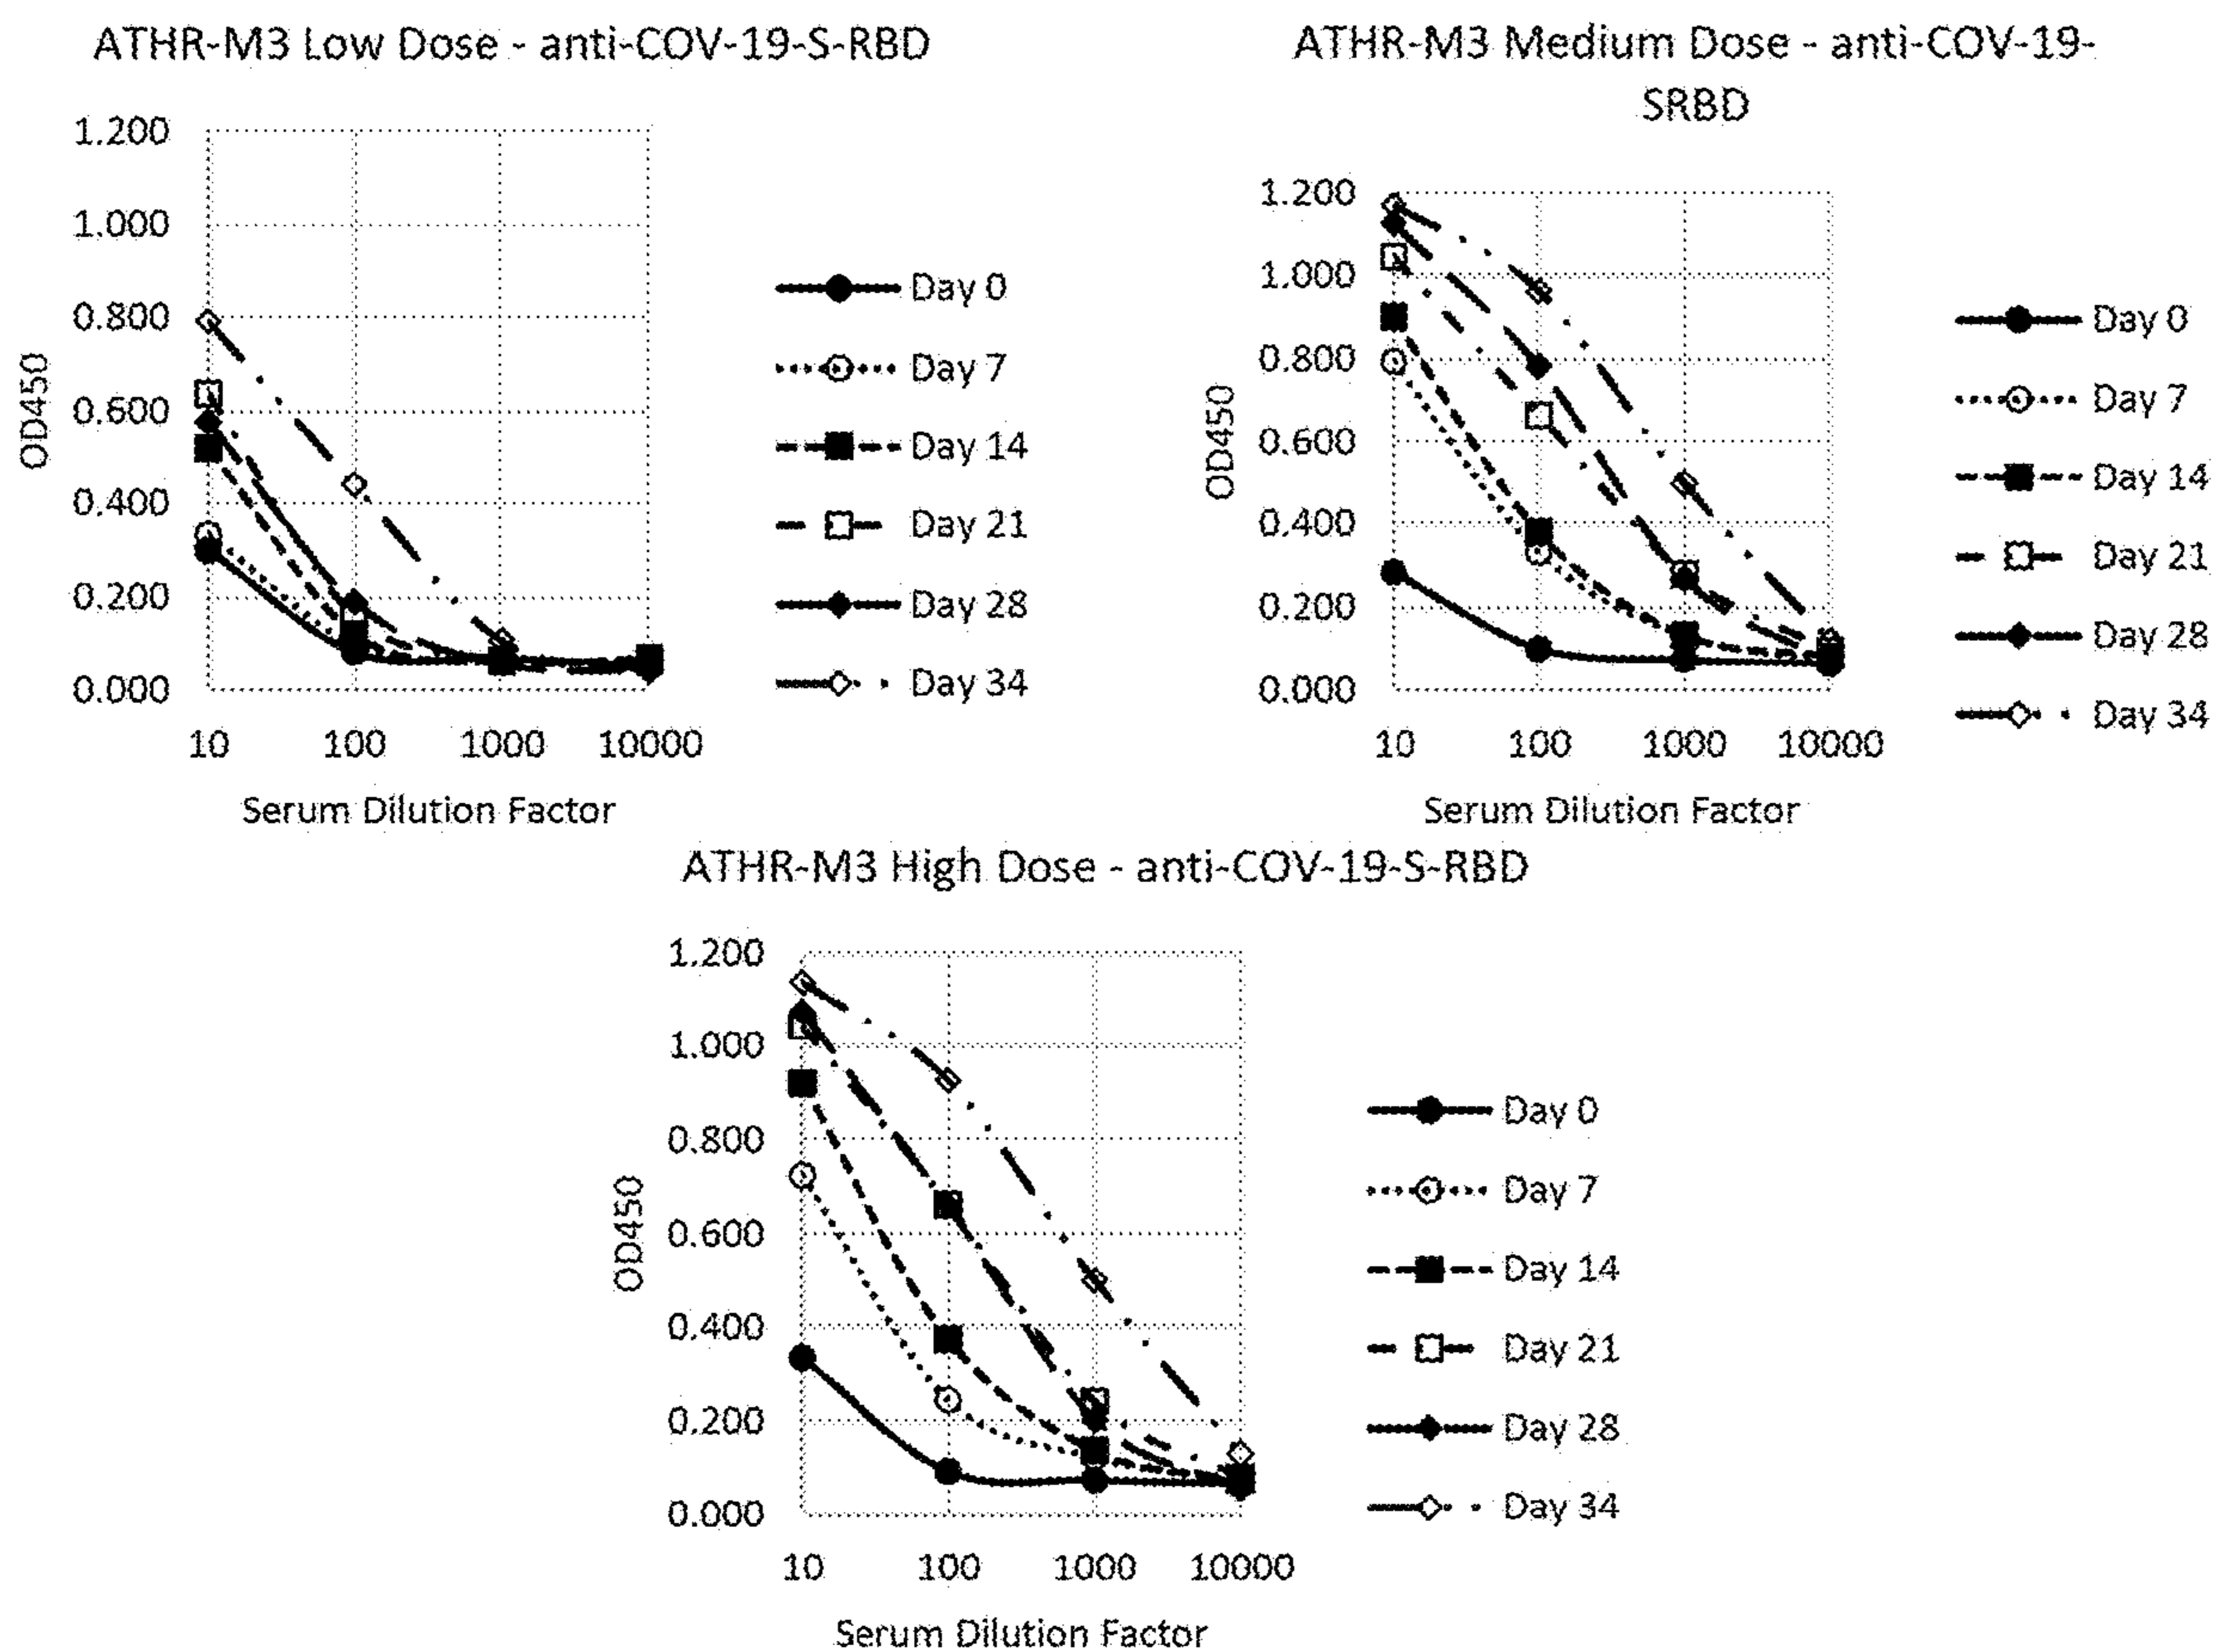 ATHR-M3 Low Dose - anti-COV-19-S-RBD
1.200
1.000
0.800
0.600
0.400
0.200
0.000
OD450
10 100 1000 10000
Serum Dilution Factor
Day 0
Day 7
Day 14
Day 21
Day 28
Day 34
ATHR-M3 Medium Dose - anti-COV-19-
SRBD
1.200
1.000
0.800
0.600
0.400
0.200
0.000
OD450
10 100 1000 10000
Serum Dilution Factor
Day 0
Day 7
Day 14
Day 21
Day 28
Day 34
ATHR-M3 High Dose - anti-COV-19-S-RBD
1.200
1.000
0.800
0.600
0.400
0.200
0.000
OD450
10 100 1000 10000
Serum Dilution Factor
Day 0
Day 7
Day 14
Day 21
Day 28
Day 34